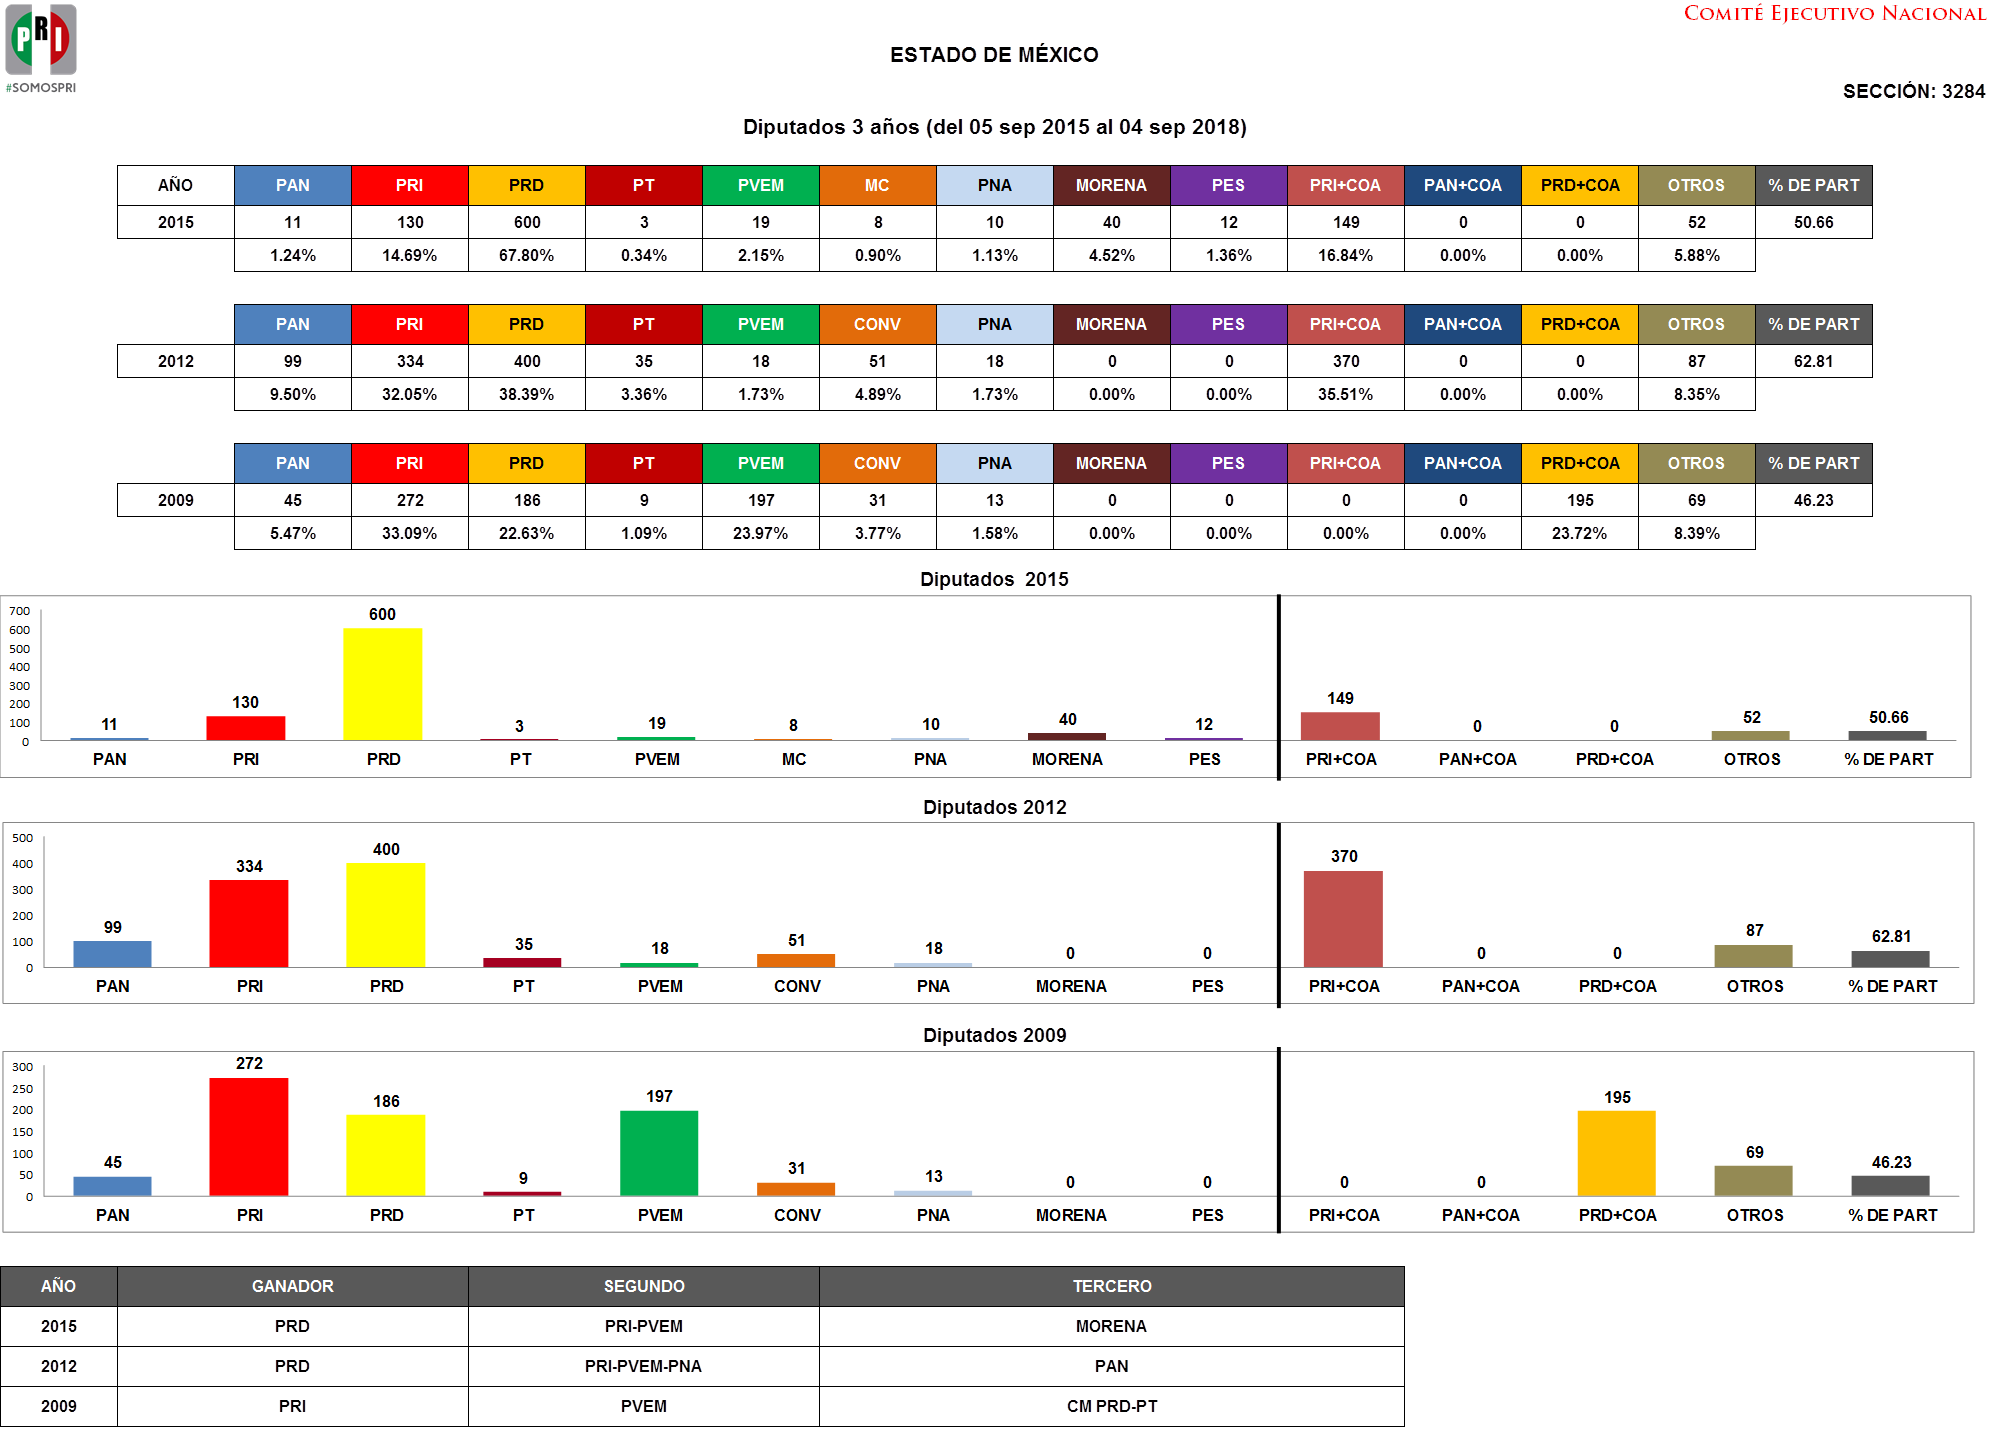 PRI
#SOMOSPRI
COMITÉ EJECUTIVO NACIONAL
ESTADO DE MÉXICO
SECCIÓN: 3284
Diputados 3 años (del 05 sep 2015 al 04 sep 2018)
AÑO PAN PRI PRD PT PVEM MC PNA MORENA PES PRI+COA PAN+COA PRD+COA OTROS % DE PART
2015 11 130 600 3 19 8 10 40 12 149 0 0 52 50.66
1.24% 14.69% 67.80% 0.34% 2.15% 0.90% 1.13% 4.52% 1.36% 16.84% 0.00% 0.00% 5.88%
PAN PRI PRD PT PVEM CONV PNA MORENA PES PRI+COA PAN+COA PRD+COA OTROS % DE PART
2012 99 334 400 35 18 51 18 0 0 370 0 0 87 62.81
9.50% 32.05% 38.39% 3.36% 1.73% 4.89% 1.73% 0.00% 0.00% 35.51% 0.00% 0.00% 8.35%
PAN PRI PRD PT PVEM CONV PNA MORENA PES PRI+COA PAN+COA PRD+COA OTROS % DE PART
2009 45 272 186 9 197 31 13 0 0 0 0 195 69 46.23
5.47% 33.09% 22.63% 1.09% 23.97% 3.77% 1.58% 0.00% 0.00% 0.00% 0.00% 23.72% 8.39%
Diputados 2015
700
600
500
400
300
200
100
0
11 130 600 3 19 8 10 40 12 149 0 0 52 50.66
PAN PRI PRD PT PVEM MC PNA MORENA PES PRI+COA PAN+COA PRD+COA OTROS % DE PART
Diputados 2012
500
400
300
200
100
0
99 334 400 35 18 51 18 0 0 370 0 0 87 62.81
PAN PRI PRD PT PVEM CONV PNA MORENA PES PRI+COA PAN+COA PRD+COA OTROS % DE PART
Diputados 2009
300
250
200
150
100
50
0
45 272 186 9 197 31 13 0 0 0 0 195 69 46.23
PAN PRI PRD PT PVEM CONV PNA MORENA PES PRI+COA PAN+COA PRD+COA OTROS % DE PART
AÑO GANADOR SEGUNDO TERCERO
2015 PRD PRI-PVEM MORENA
2012 PRD PRI-PVEM-PNA PAN
2009 PRI PVEM CM PRD-PT